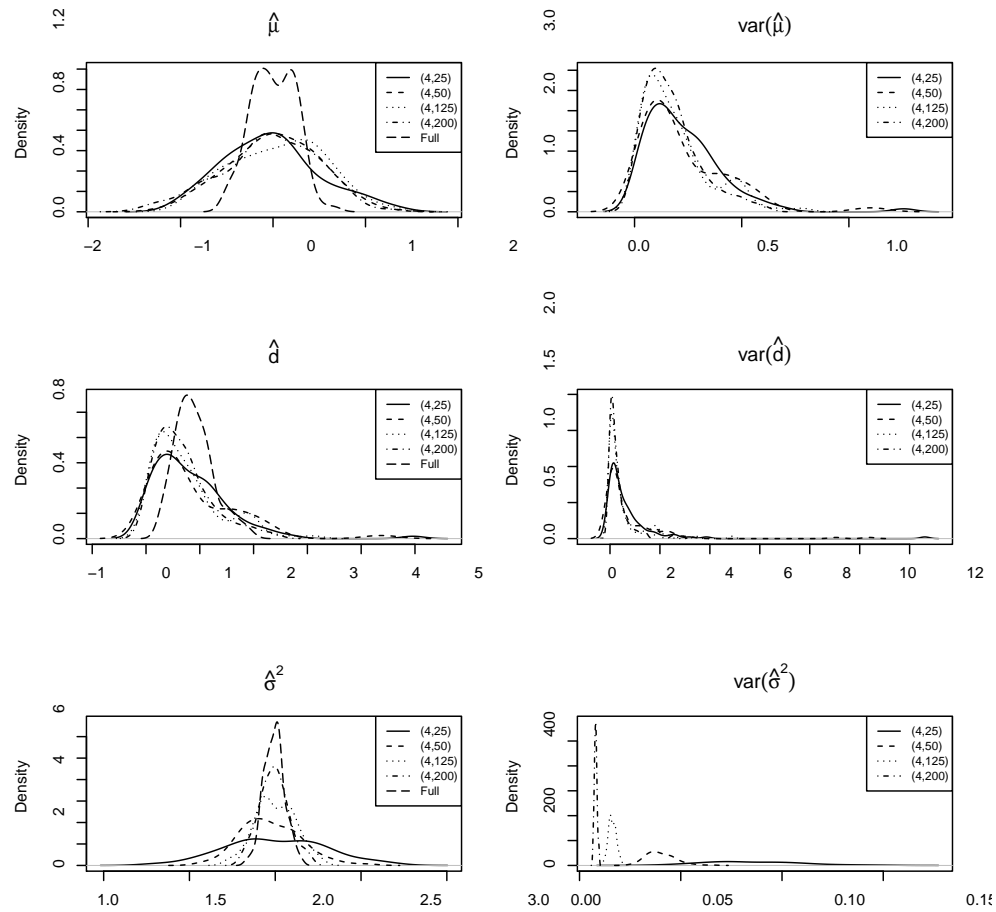 μ̂
1.2
0.8
0.4
0.0
Density
(4,25)
(4,50)
(4,125)
(4,200)
Full
−2 −1 0 1 2
var(μ̂)
3.0
2.0
1.0
0.0
Density
(4,25)
(4,50)
(4,125)
(4,200)
0.0 0.5 1.0
d̂
0.8
0.4
0.0
Density
(4,25)
(4,50)
(4,125)
(4,200)
Full
−1 0 1 2 3 4 5
var(d̂)
2.0
1.5
1.0
0.5
0.0
Density
(4,25)
(4,50)
(4,125)
(4,200)
0 2 4 6 8 10 12
σ̂²
6
4
2
0
Density
(4,25)
(4,50)
(4,125)
(4,200)
Full
1.0 1.5 2.0 2.5 3.0
var(σ̂²)
400
200
0
Density
(4,25)
(4,50)
(4,125)
(4,200)
0.00 0.05 0.10 0.15